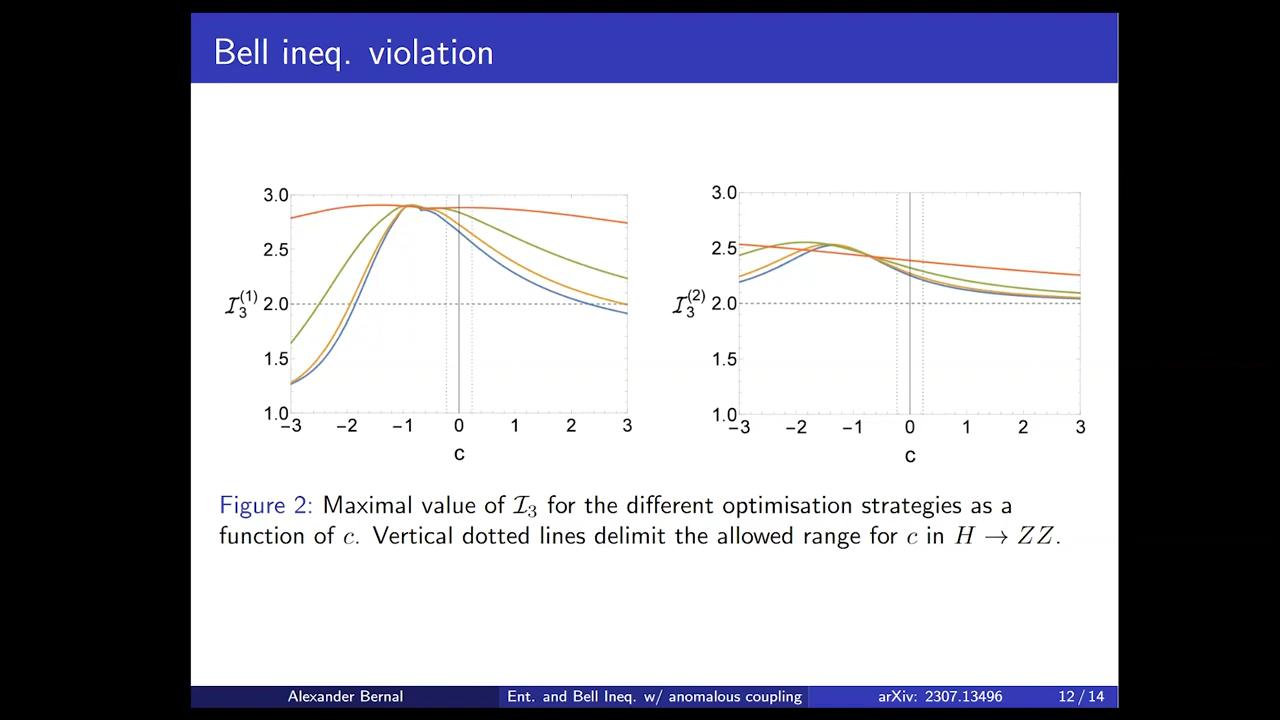 Bell ineq. violation
3.0
2.5
2.0
1.5
1.0
−3 −2 −1 0 1 2 3
c
ℐ₃⁽¹⁾
3.0
2.5
2.0
1.5
1.0
−3 −2 −1 0 1 2 3
c
ℐ₃⁽²⁾
Figure 2: Maximal value of ℐ₃ for the different optimisation strategies as a
function of c. Vertical dotted lines delimit the allowed range for c in H → ZZ.
Alexander Bernal Ent. and Bell Ineq. w/ anomalous coupling arXiv: 2307.13496 12 / 14